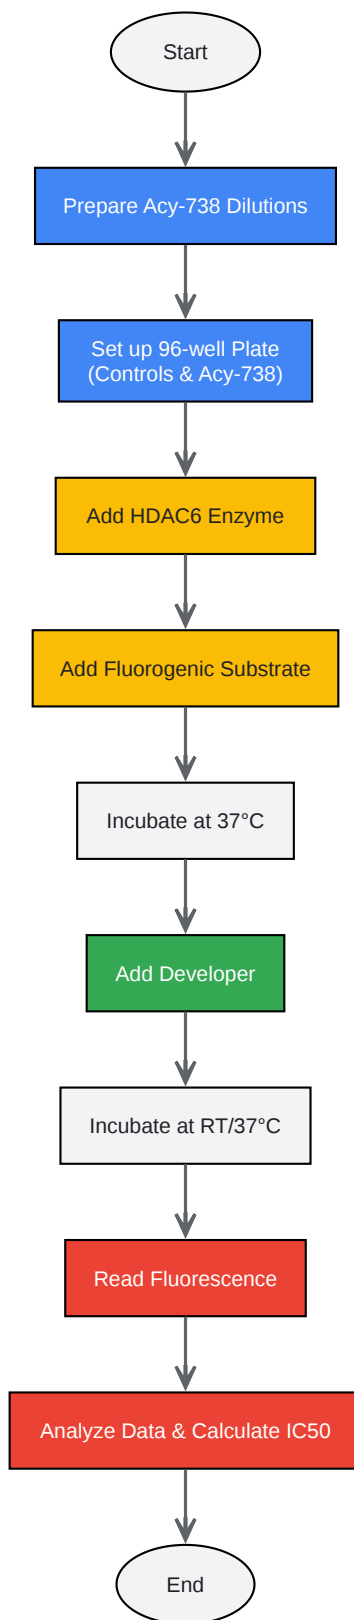 Start
Prepare Acy-738 Dilutions
Set up 96-well Plate
(Controls & Acy-738)
Add HDAC6 Enzyme
Add Fluorogenic Substrate
Incubate at 37°C
Add Developer
Incubate at RT/37°C
Read Fluorescence
Analyze Data & Calculate IC50
End